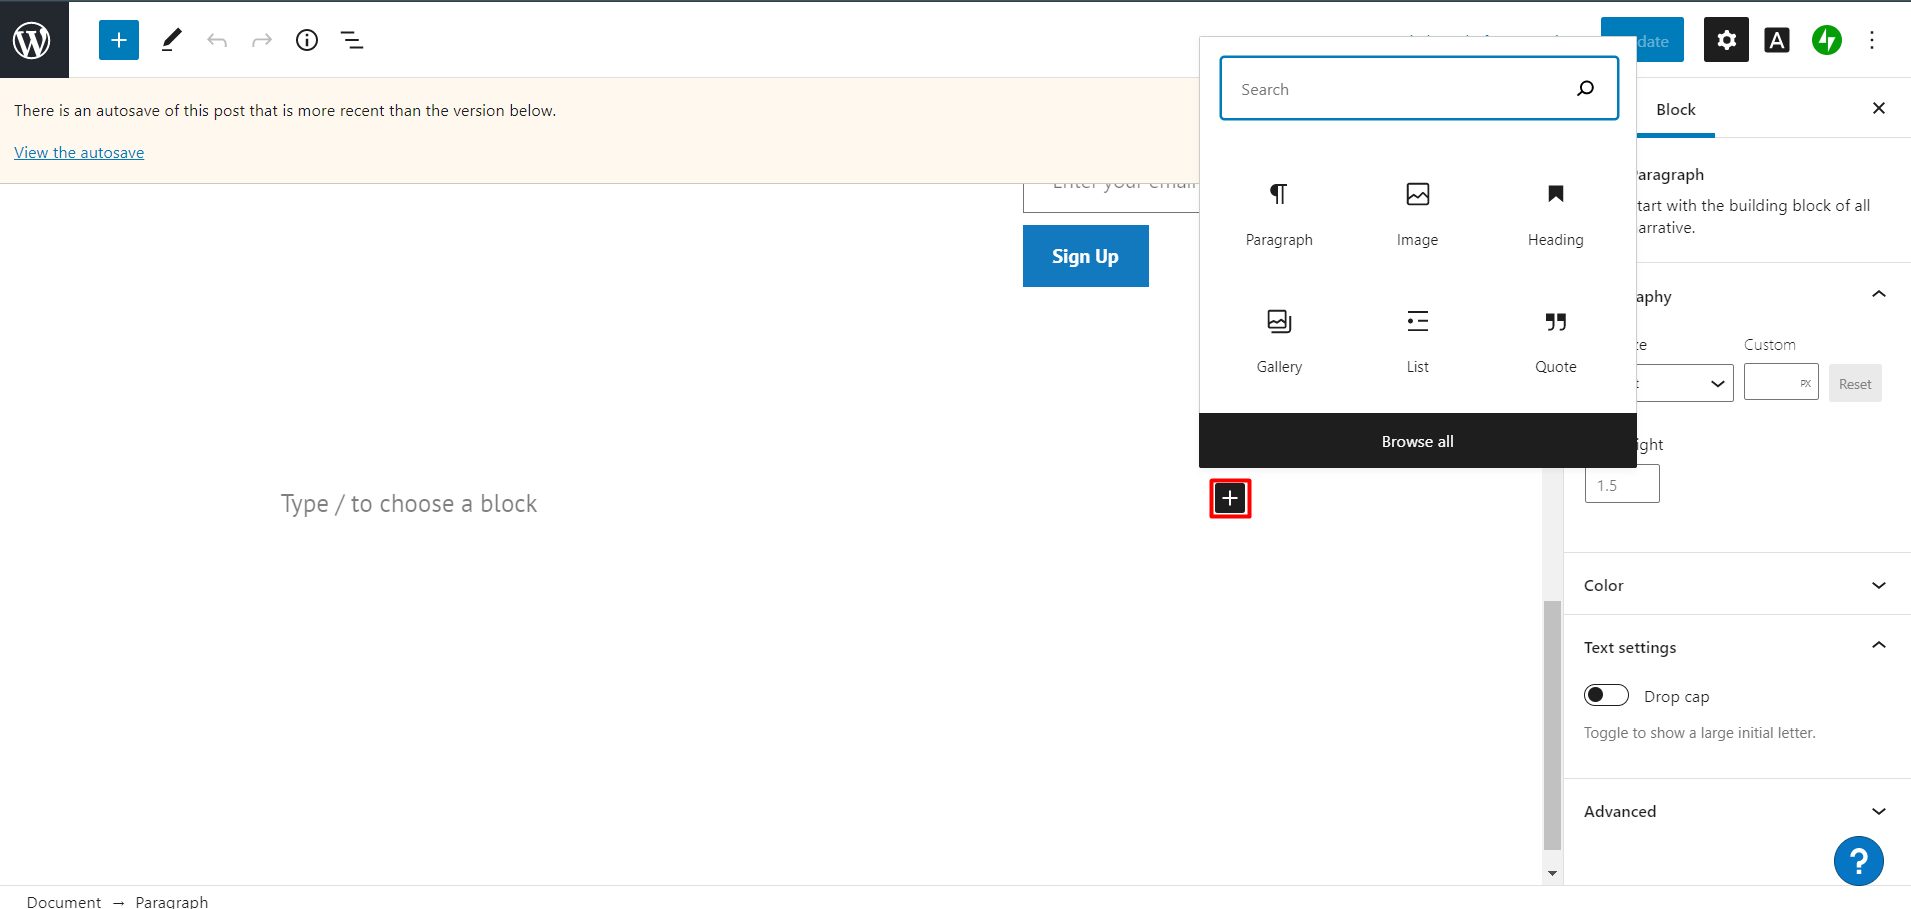 There is an autosave of this post that is more recent than the version below.
View the autosave
Enter your email
Sign Up
Type / to choose a block
Search
Paragraph
Image
Heading
Gallery
List
Quote
Browse all
date
A
Block
aragraph
tart with the building block of all
arrative.
aphy
ze
Custom
t
PX
Reset
ight
1.5
Color
Text settings
Drop cap
Toggle to show a large initial letter.
Advanced
?
Document → Paragraph